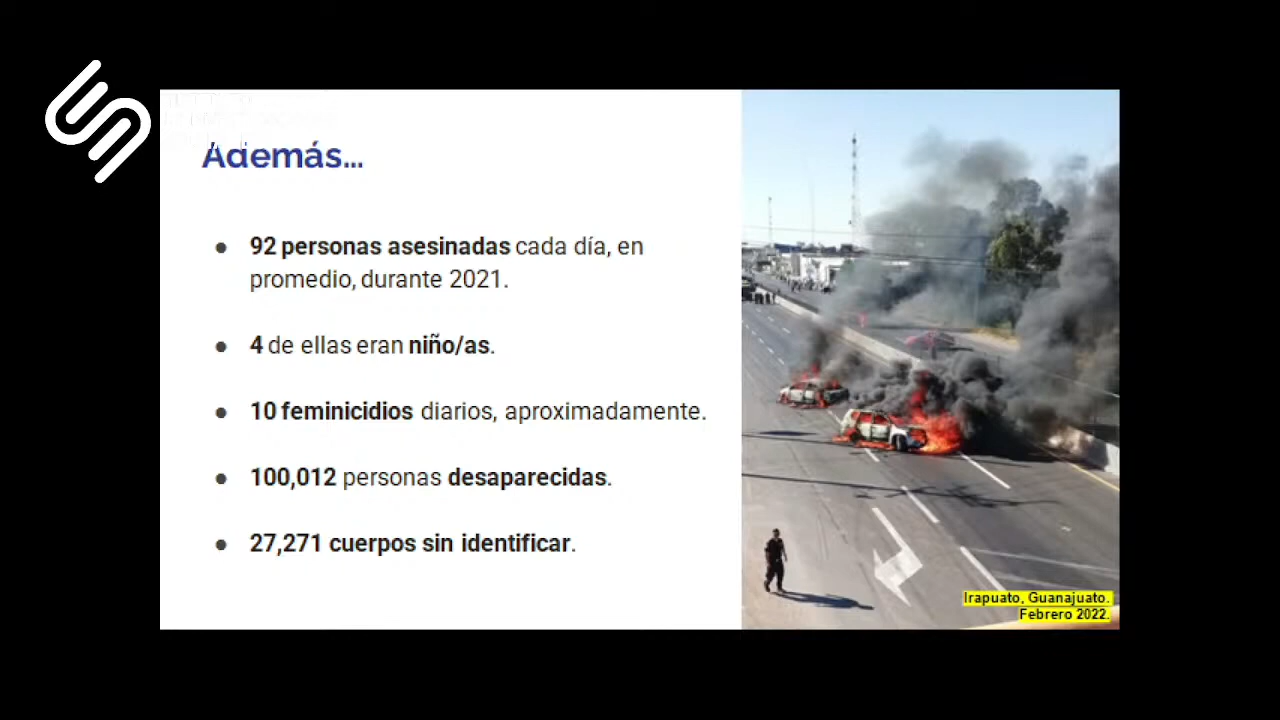 Además...
● 92 personas asesinadas cada día, en
promedio, durante 2021.
● 4 de ellas eran niño/as.
● 10 feminicidios diarios, aproximadamente.
● 100,012 personas desaparecidas.
● 27,271 cuerpos sin identificar.
Irapuato, Guanajuato.
Febrero 2022.